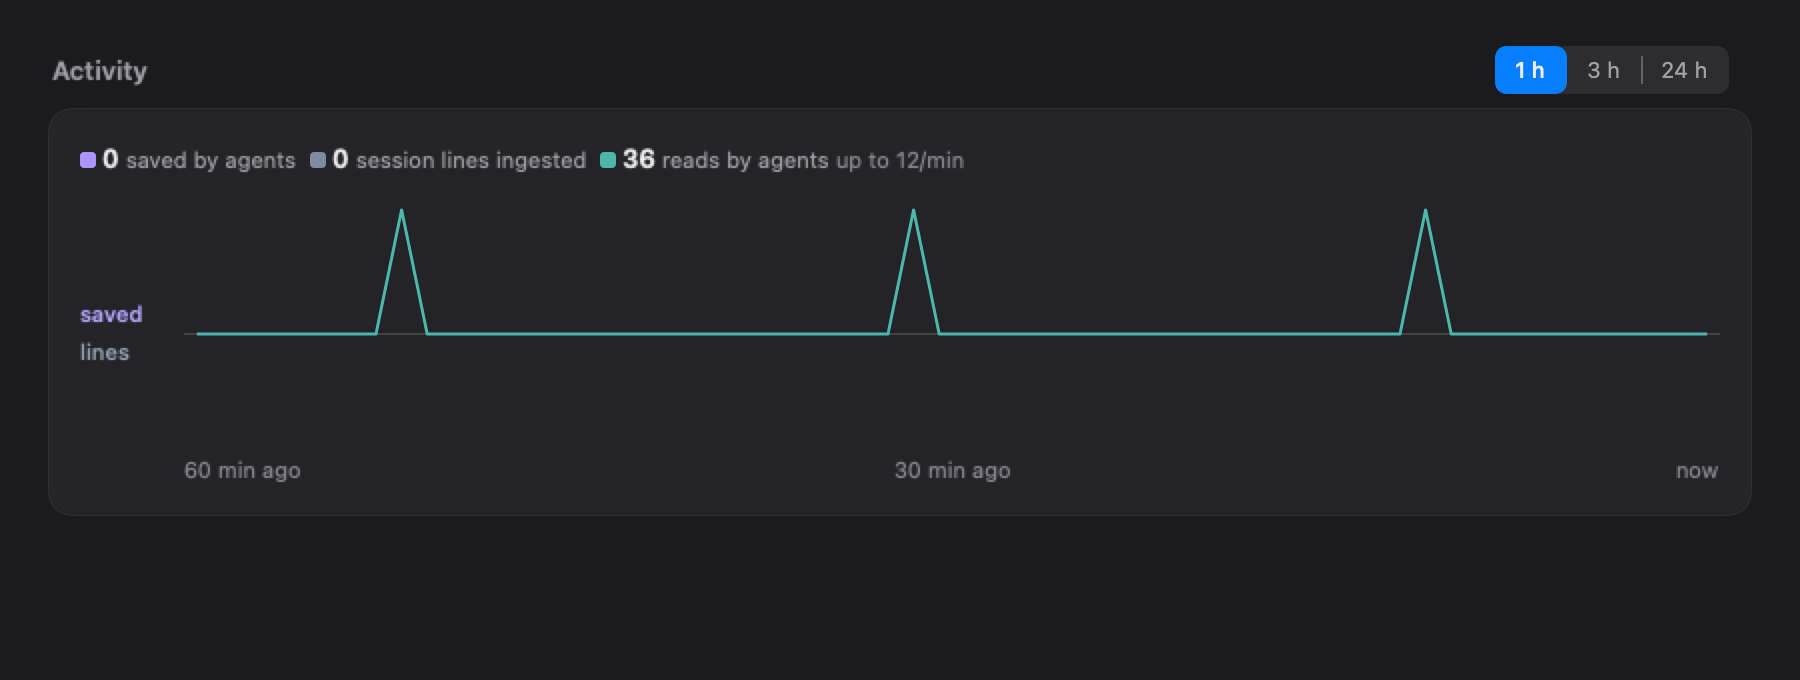 Activity
1 h 3 h 24 h
0 saved by agents 0 session lines ingested 36 reads by agents up to 12/min
saved
lines
60 min ago 30 min ago now